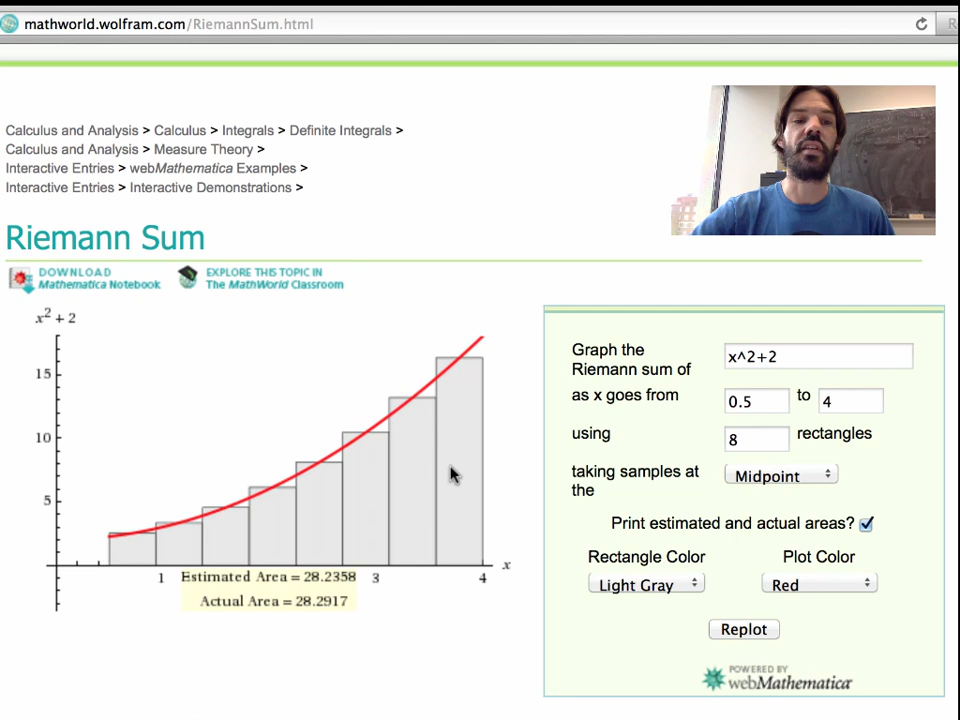 mathworld.wolfram.com/RiemannSum.html
Calculus and Analysis > Calculus > Integrals > Definite Integrals >
Calculus and Analysis > Measure Theory >
Interactive Entries > webMathematica Examples >
Interactive Entries > Interactive Demonstrations >
Riemann Sum
DOWNLOAD
Mathematica Notebook
EXPLORE THIS TOPIC IN
The MathWorld Classroom
x² + 2
15
10
5
1
3
4
x
Estimated Area = 28.2358
Actual Area = 28.2917
Graph the
Riemann sum of
x^2+2
as x goes from
0.5
to
4
using
8
rectangles
taking samples at
the
Midpoint
Print estimated and actual areas?
Rectangle Color
Plot Color
Light Gray
Red
Replot
POWERED BY
webMathematica